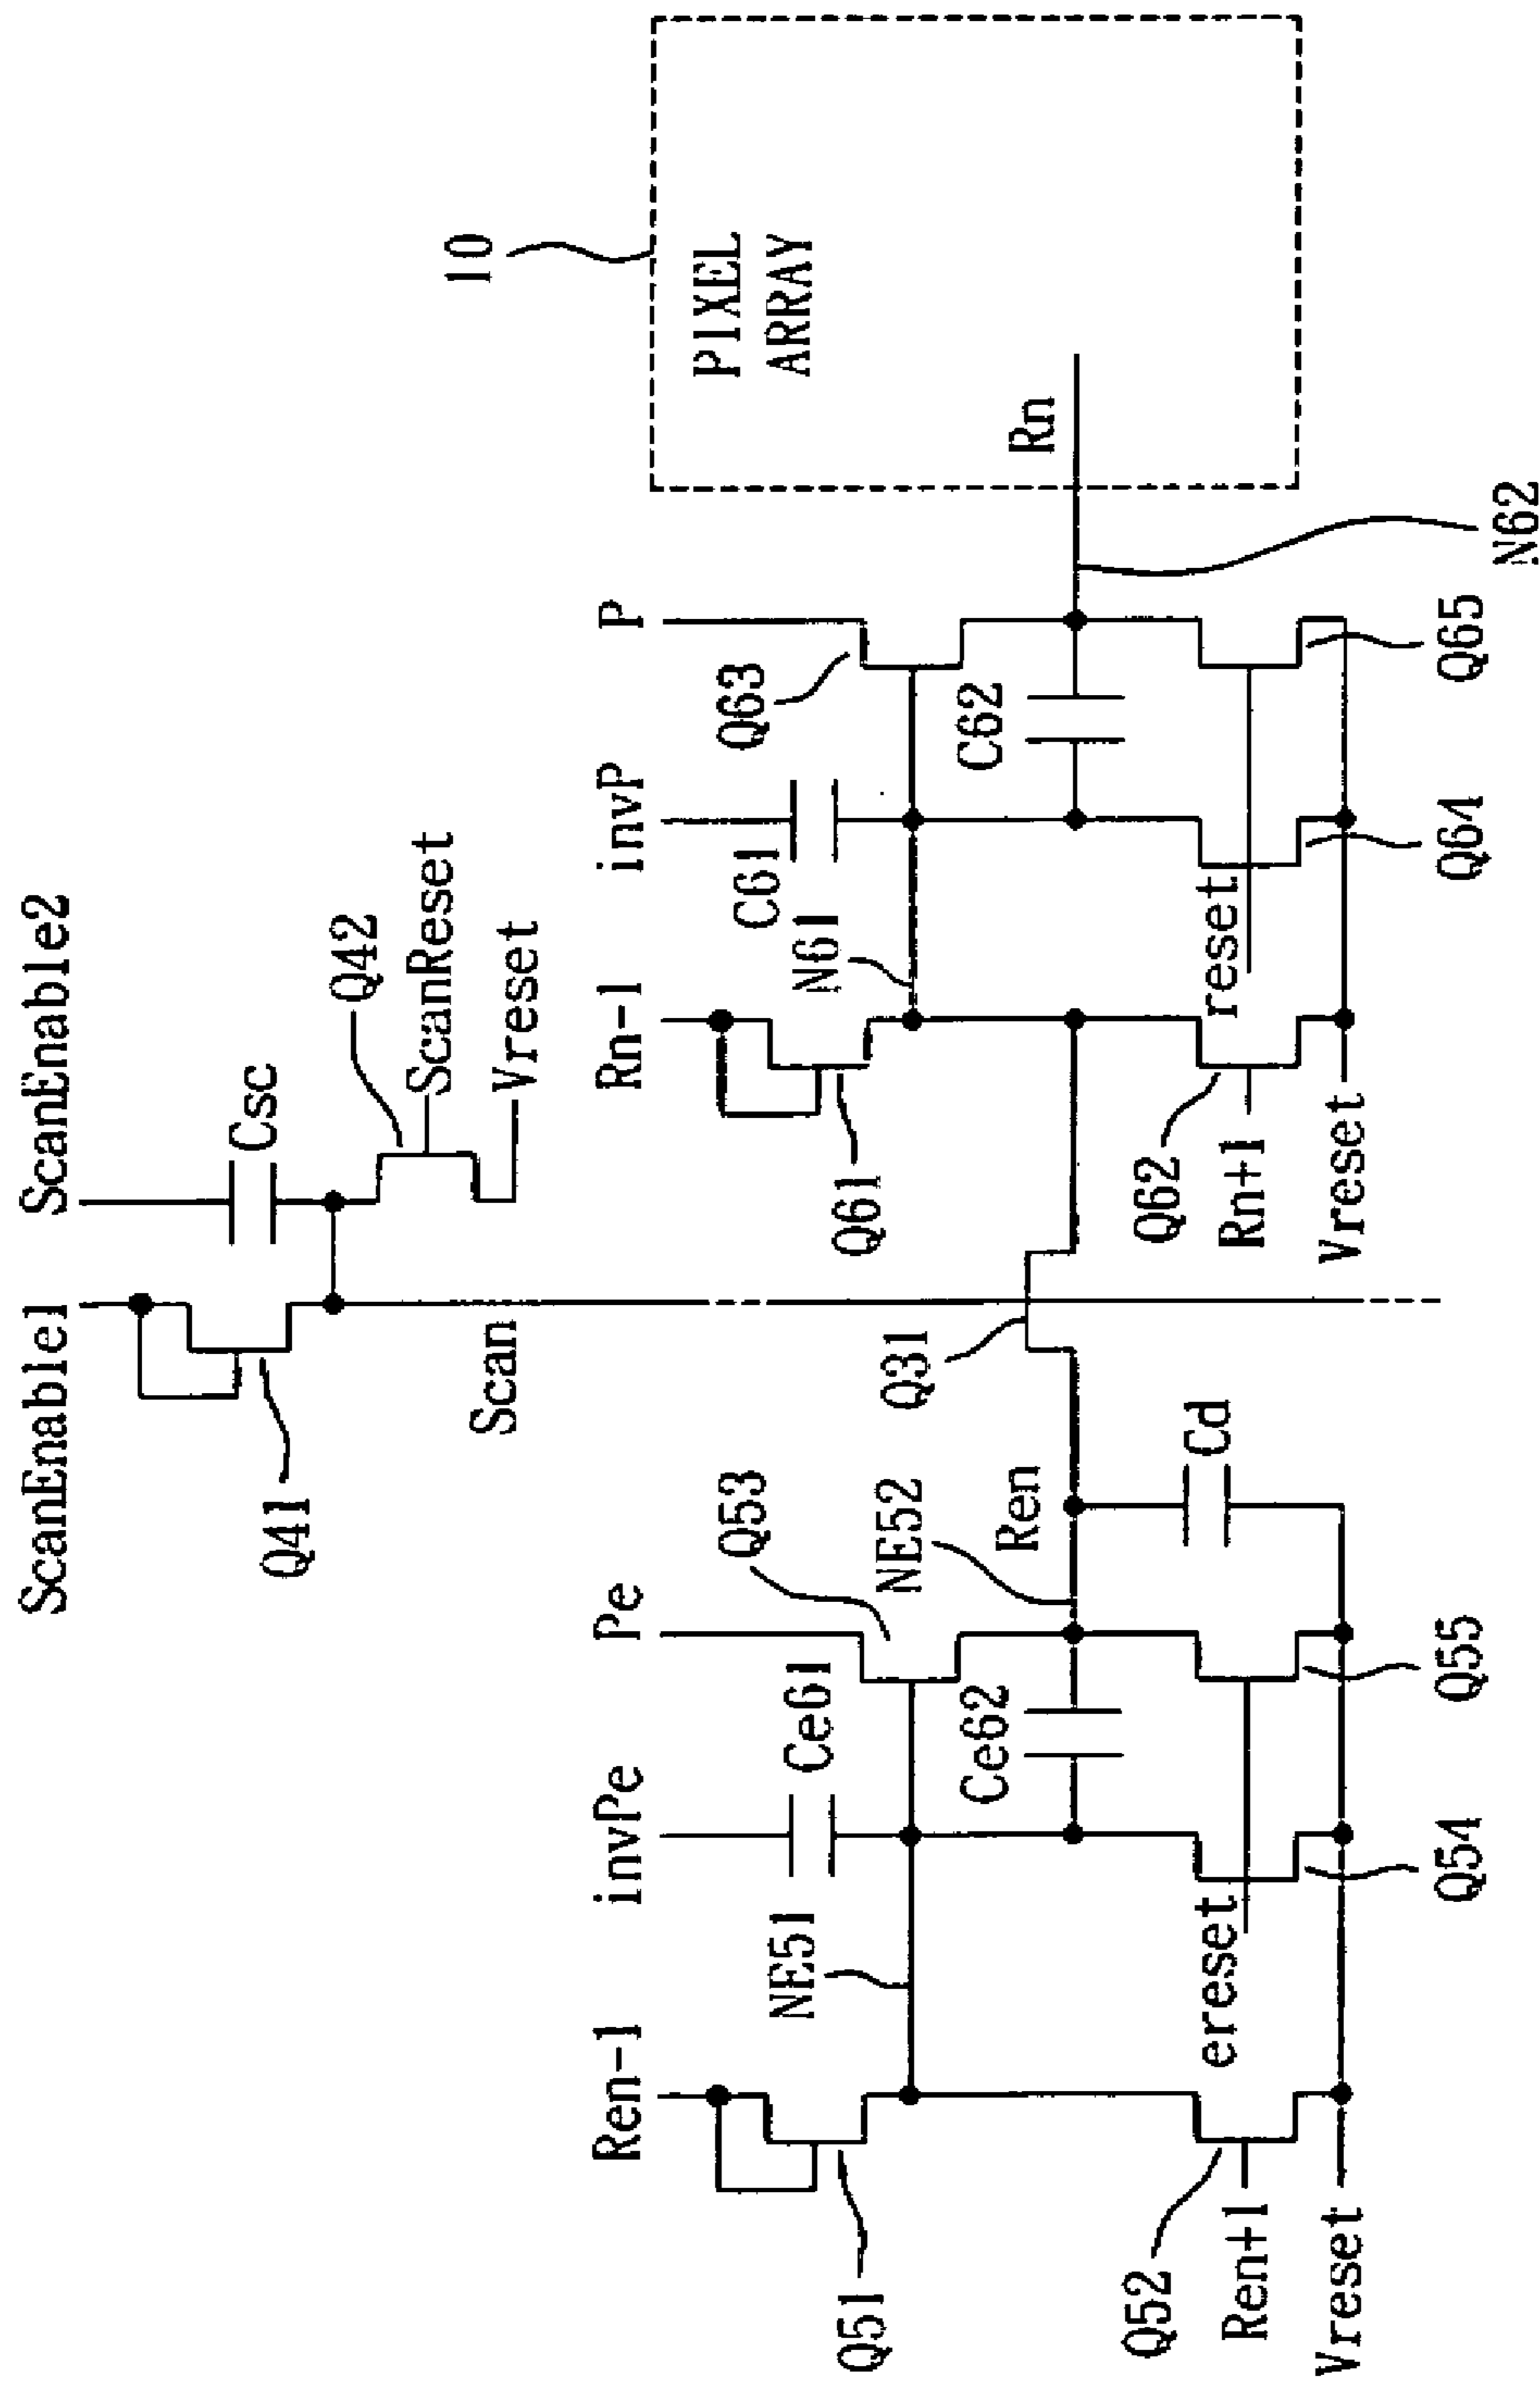 ScanEnable1
ScanEnable2
Csc
Q41
Q42
ScanReset
Vreset
Scan
10
PIXEL
ARRAY
Ren-1
invPe
Pe
Rn-1
invP
P
Q53
Q63
Ce61
C61
NE51
N61
Q51
Q61
NE52
Q31
Ce62
C62
Ren
Rn
Cd
Q52
Q62
ereset
reset
Ren+1
Rn+1
Vreset
Vreset
Q54
Q55
Q64
Q65
N62